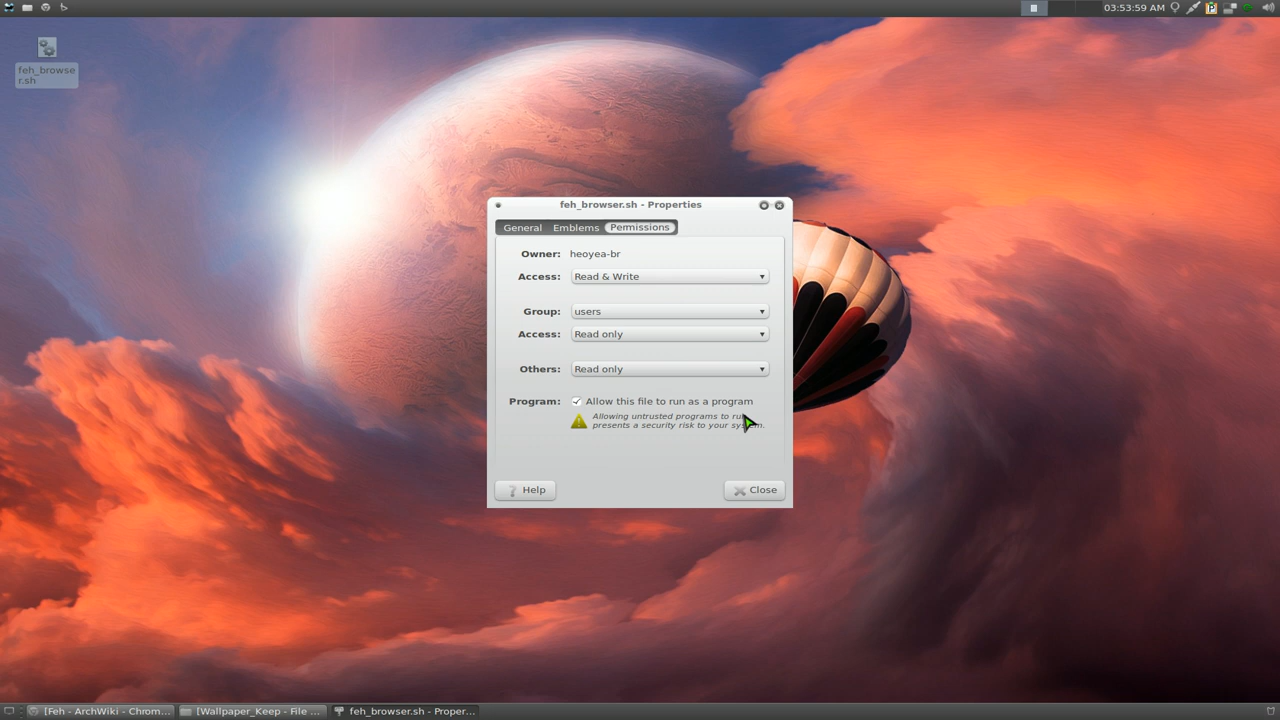 03:53:59 AM
feh_browse
r.sh
feh_browser.sh - Properties
General Emblems Permissions
Owner: heoyea-br
Access: Read & Write
Group: users
Access: Read only
Others: Read only
Program: Allow this file to run as a program
Allowing untrusted programs to run
presents a security risk to your system.
Help Close
[Feh - ArchWiki - Chrom... [Wallpaper_Keep - File ... feh_browser.sh - Proper...